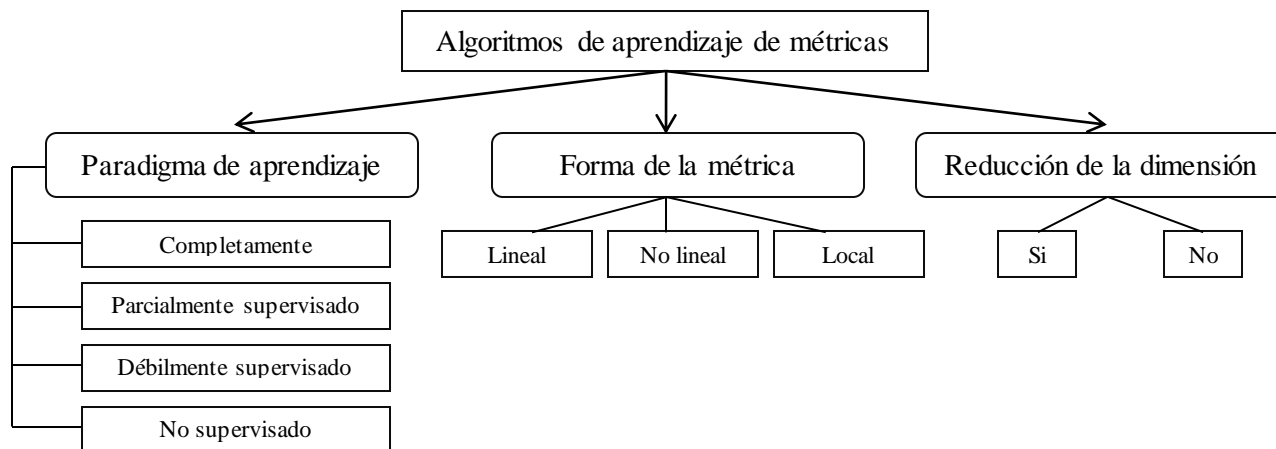 Algoritmos de aprendizaje de métricas
Paradigma de aprendizaje
Forma de la métrica
Reducción de la dimensión
Completamente
Parcialmente supervisado
Débilmente supervisado
No supervisado
Lineal
No lineal
Local
Si
No